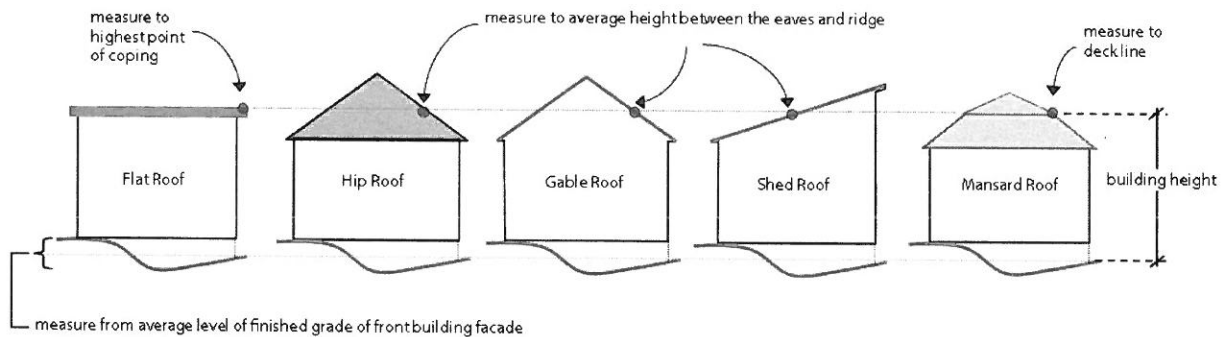 measure to
highest point
of coping
measure to average height between the eaves and ridge
measure to
deck line
Flat Roof
Hip Roof
Gable Roof
Shed Roof
Mansard Roof
building height
measure from average level of finished grade of front building facade